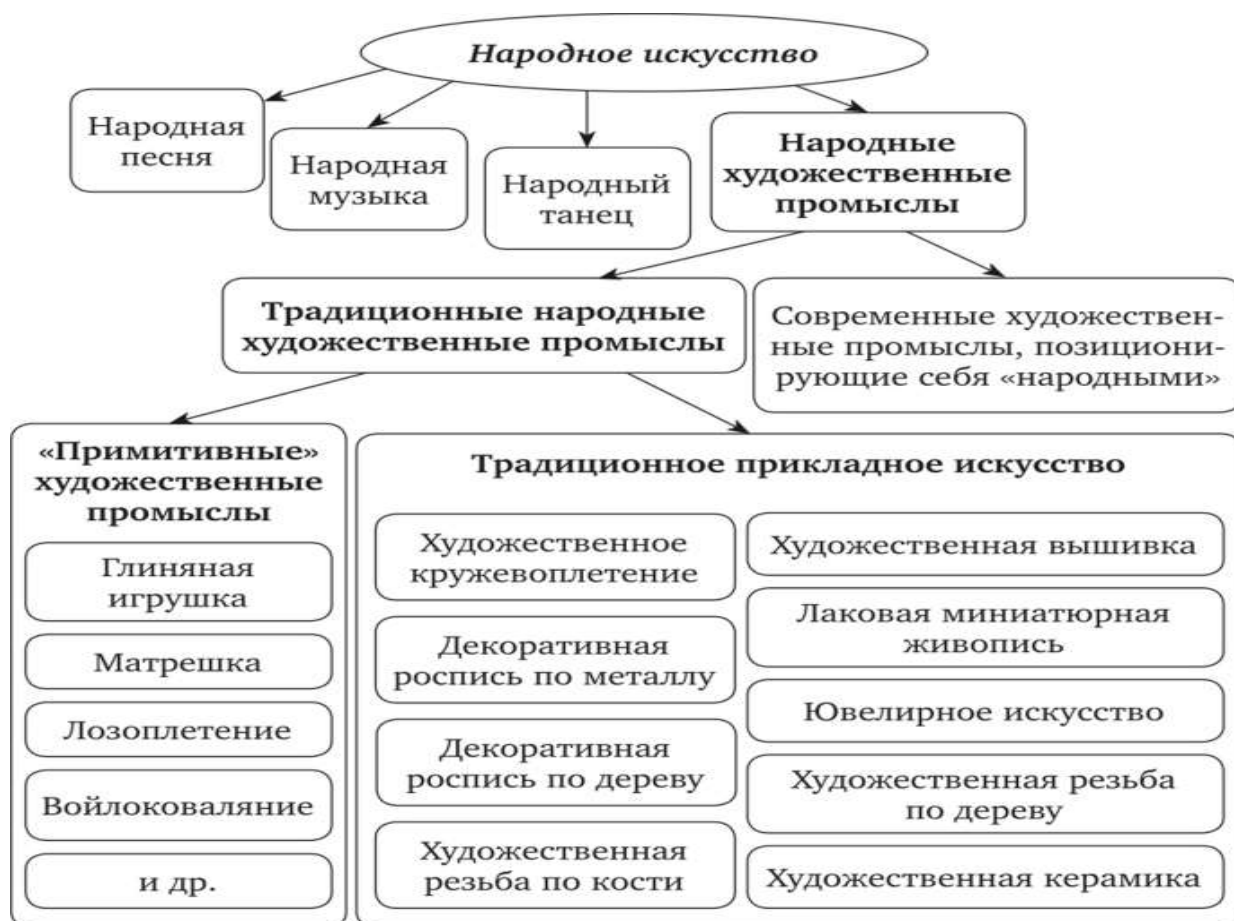 Народное искусство
Народная
песня
Народная
музыка
Народный
танец
Народные
художественные
промыслы
Традиционные народные
художественные промыслы
Современные художествен-
ные промыслы, позициони-
рующие себя «народными»
«Примитивные»
художественные
промыслы
Глиняная
игрушка
Матрешка
Лозоплетение
Войлоковаляние
и др.
Традиционное прикладное искусство
Художественное
кружевоплетение
Декоративная
роспись по металлу
Декоративная
роспись по дереву
Художественная
резьба по кости
Художественная вышивка
Лаковая миниатюрная
живопись
Ювелирное искусство
Художественная резьба
по дереву
Художественная керамика